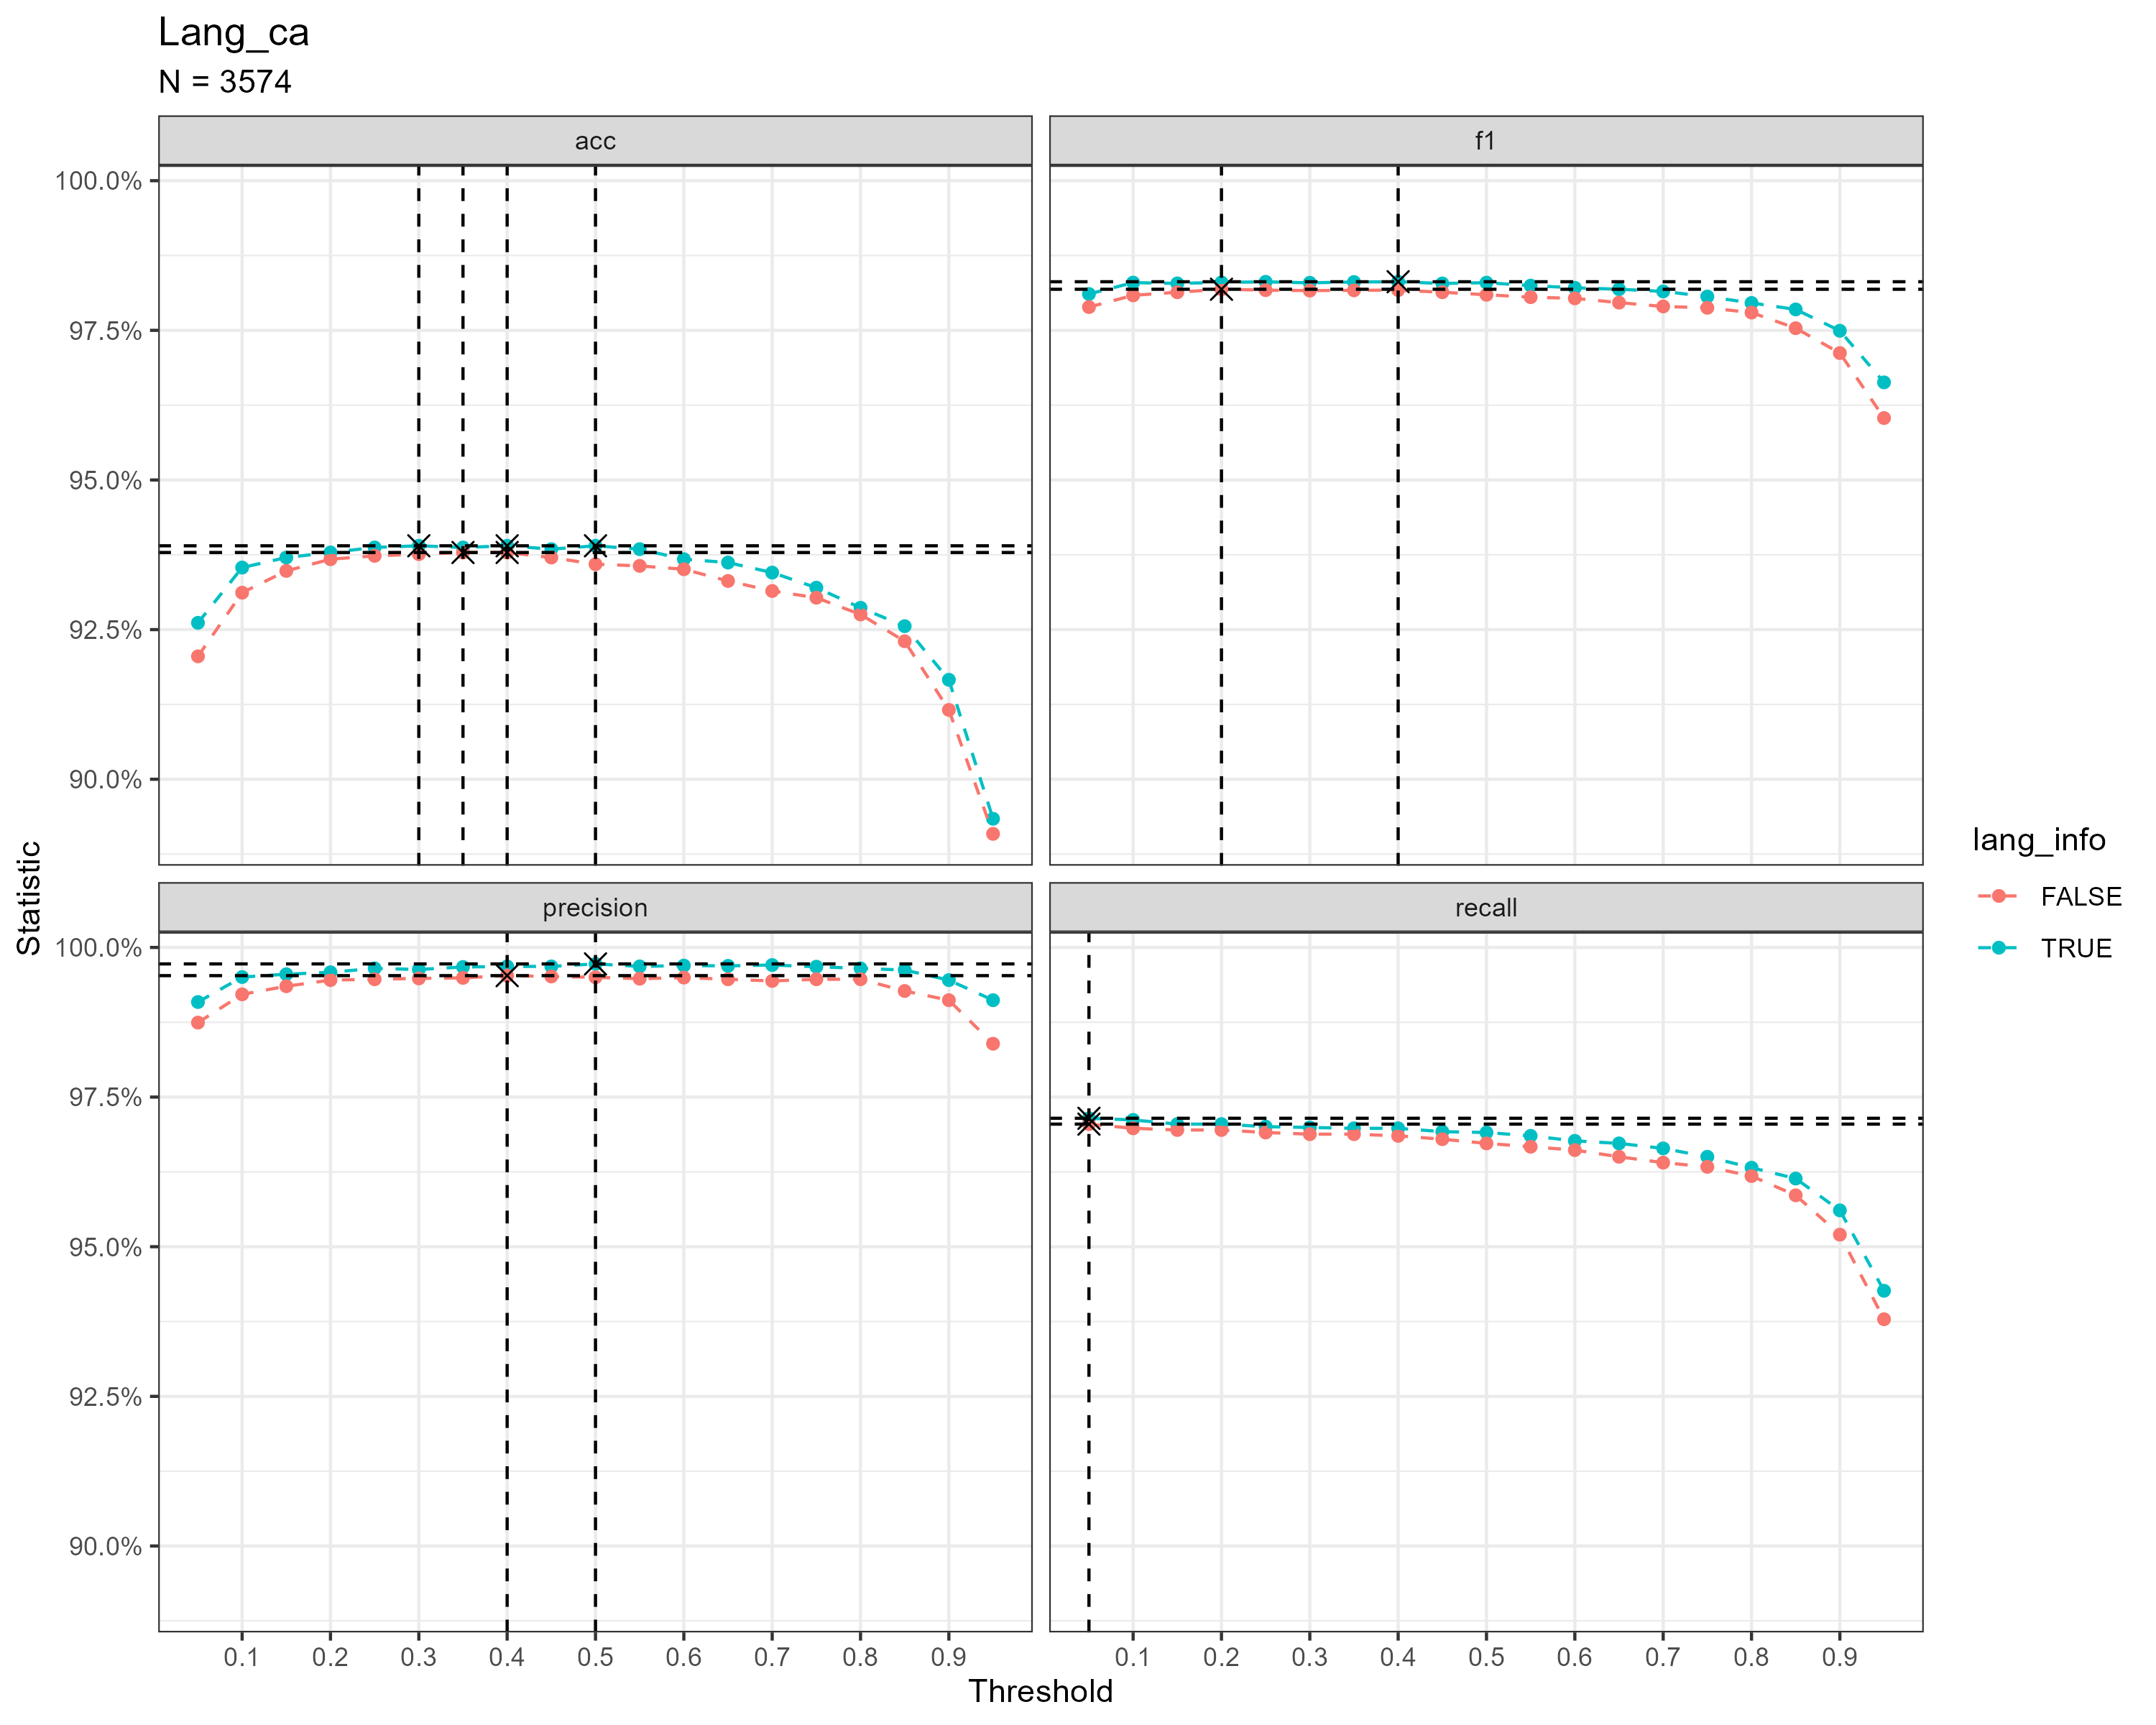 Lang_ca
N = 3574
acc
f1
100.0%
97.5%
95.0%
92.5%
90.0%
precision
recall
100.0%
97.5%
95.0%
92.5%
90.0%
Statistic
0.1 0.2 0.3 0.4 0.5 0.6 0.7 0.8 0.9
0.1 0.2 0.3 0.4 0.5 0.6 0.7 0.8 0.9
Threshold
lang_info
FALSE
TRUE